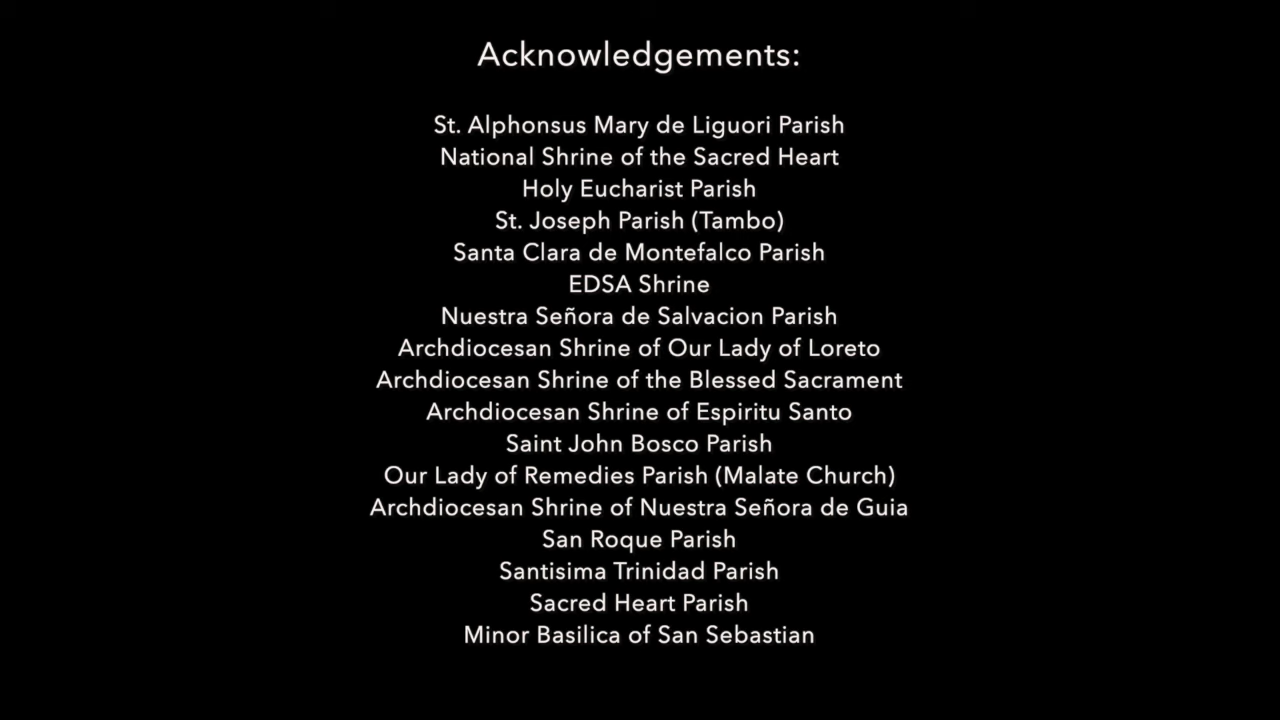 Acknowledgements:
St. Alphonsus Mary de Liguori Parish
National Shrine of the Sacred Heart
Holy Eucharist Parish
St. Joseph Parish (Tambo)
Santa Clara de Montefalco Parish
EDSA Shrine
Nuestra Señora de Salvacion Parish
Archdiocesan Shrine of Our Lady of Loreto
Archdiocesan Shrine of the Blessed Sacrament
Archdiocesan Shrine of Espiritu Santo
Saint John Bosco Parish
Our Lady of Remedies Parish (Malate Church)
Archdiocesan Shrine of Nuestra Señora de Guia
San Roque Parish
Santisima Trinidad Parish
Sacred Heart Parish
Minor Basilica of San Sebastian